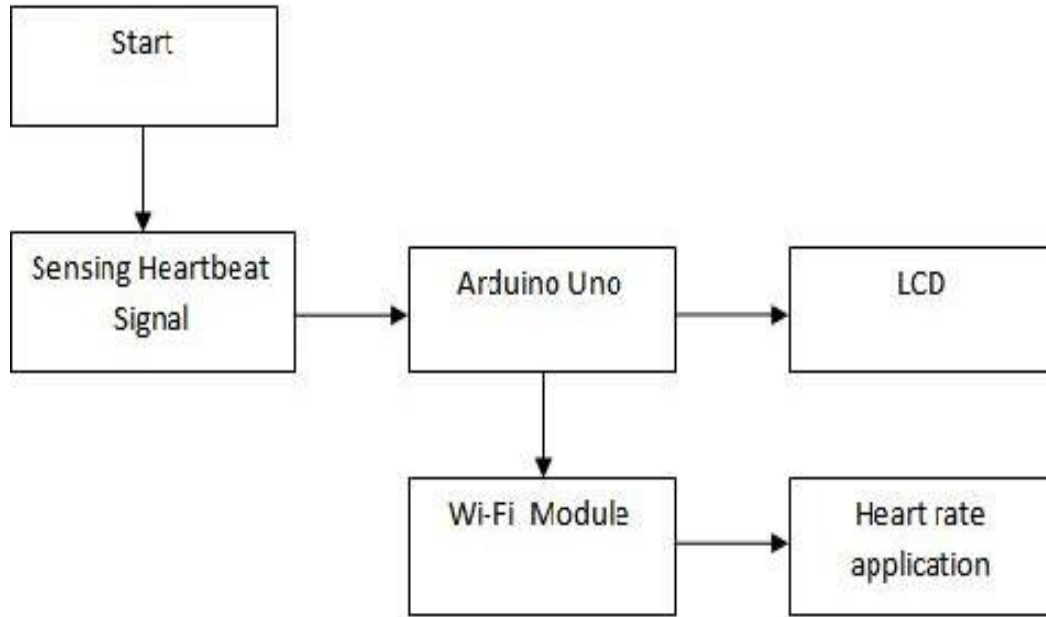 Start
Sensing Heartbeat
Signal
Arduino Uno
LCD
Wi-Fi Module
Heart rate
application